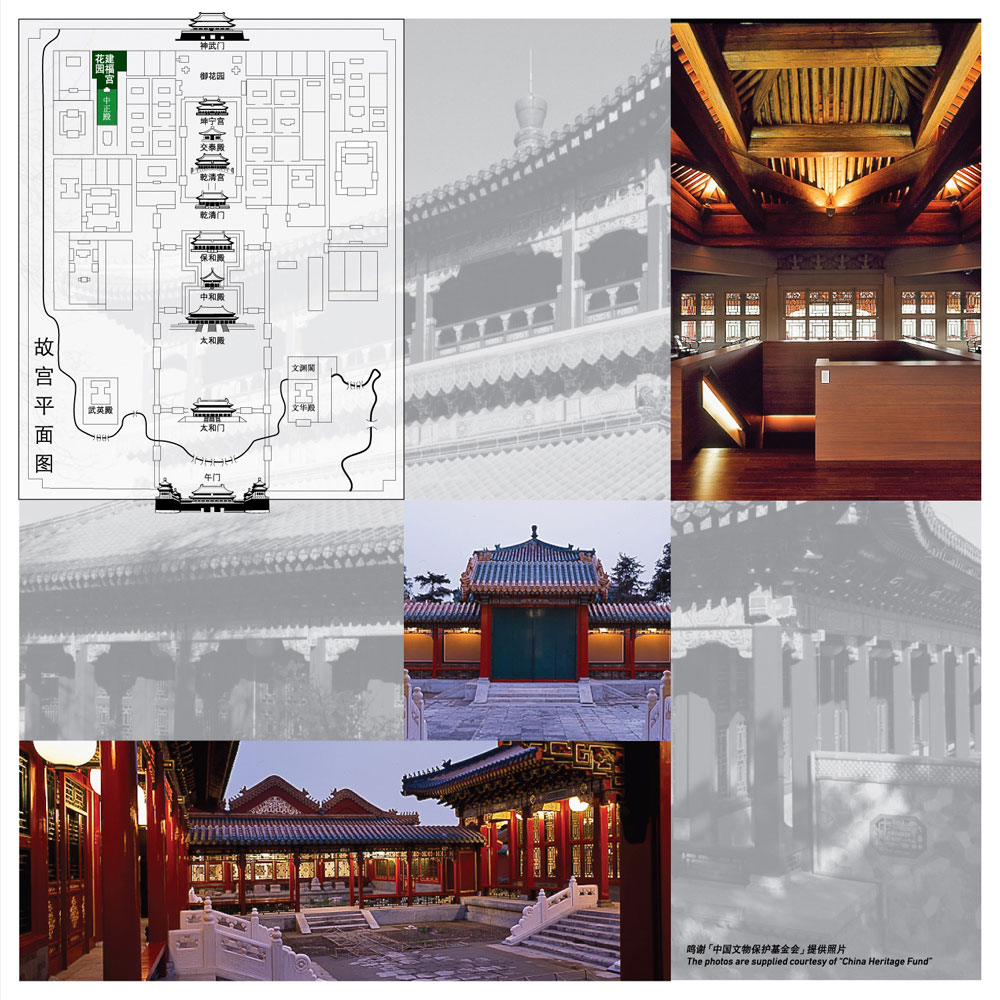 神武门
建福宫
花园
中正殿
御花园
坤宁宫
交泰殿
乾清宫
乾清门
保和殿
中和殿
太和殿
故宫平面图
文渊閣
武英殿
文华殿
太和门
午门
鸣谢「中国文物保护基金会」提供照片
The photos are supplied courtesy of "China Heritage Fund"